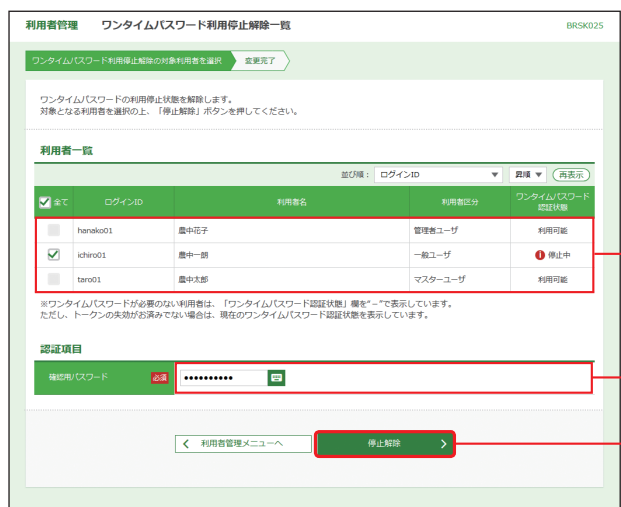 利用者管理 ワンタイムパスワード利用停止解除一覧 BRSK025
ワンタイムパスワード利用停止解除の対象利用者を選択 変更完了
ワンタイムパスワードの利用停止状態を解除します。
対象となる利用者を選択の上、「停止解除」ボタンを押してください。
利用者一覧
並び順： ログインID 昇順 再表示
全て ログインID 利用者名 利用者区分 ワンタイムパスワード
認証状態
hanako01 農中花子 管理者ユーザ 利用可能
ichiro01 農中一朗 一般ユーザ 停止中
taro01 農中太郎 マスターユーザ 利用可能
※ワンタイムパスワードが必要のない利用者は、「ワンタイムパスワード認証状態」欄を"−"で表示しています。
ただし、トークンの失効がお済みでない場合は、現在のワンタイムパスワード認証状態を表示しています。
認証項目
確認用パスワード 必須 ●●●●●●●●●●
利用者管理メニューへ 停止解除